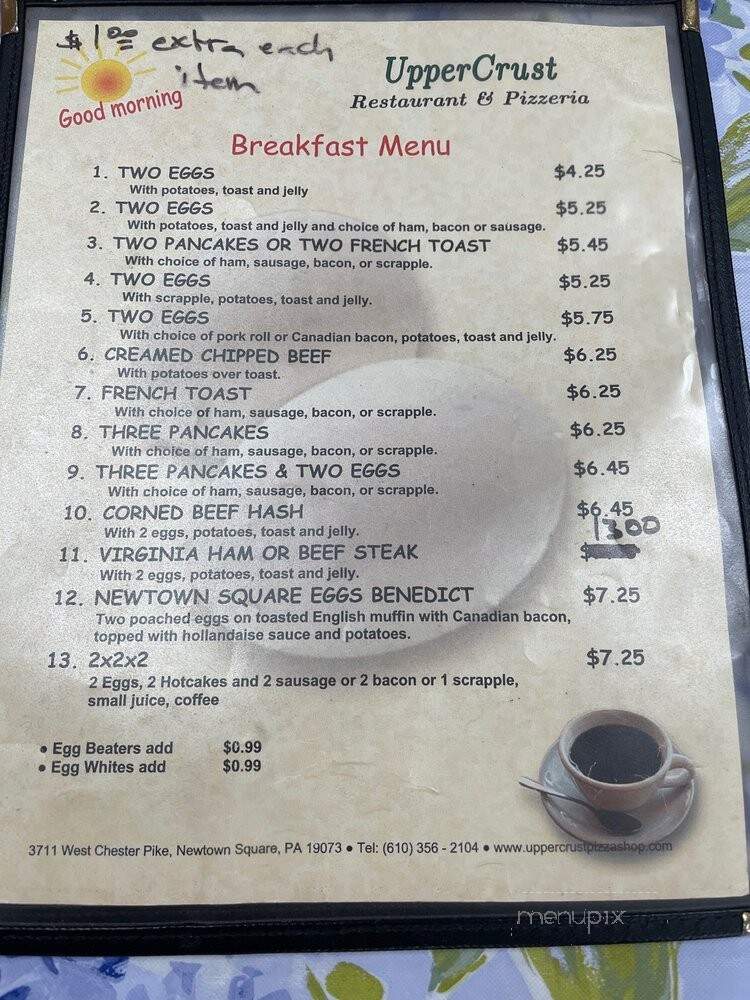 $1.00 extra each
item
Good morning
UpperCrust
Restaurant & Pizzeria
Breakfast Menu
1. TWO EGGS $4.25
With potatoes, toast and jelly
2. TWO EGGS $5.25
With potatoes, toast and jelly and choice of ham, bacon or sausage.
3. TWO PANCAKES OR TWO FRENCH TOAST $5.45
With choice of ham, sausage, bacon, or scrapple.
4. TWO EGGS $5.25
With scrapple, potatoes, toast and jelly.
5. TWO EGGS $5.75
With choice of pork roll or Canadian bacon, potatoes, toast and jelly.
6. CREAMED CHIPPED BEEF $6.25
With potatoes over toast.
7. FRENCH TOAST $6.25
With choice of ham, sausage, bacon, or scrapple.
8. THREE PANCAKES $6.25
With choice of ham, sausage, bacon, or scrapple.
9. THREE PANCAKES & TWO EGGS $6.45
With choice of ham, sausage, bacon, or scrapple.
10. CORNED BEEF HASH $6.45
With 2 eggs, potatoes, toast and jelly.
1300
11. VIRGINIA HAM OR BEEF STEAK $
With 2 eggs, potatoes, toast and jelly.
12. NEWTOWN SQUARE EGGS BENEDICT $7.25
Two poached eggs on toasted English muffin with Canadian bacon,
topped with hollandaise sauce and potatoes.
13. 2x2x2 $7.25
2 Eggs, 2 Hotcakes and 2 sausage or 2 bacon or 1 scrapple,
small juice, coffee
• Egg Beaters add $0.99
• Egg Whites add $0.99
3711 West Chester Pike, Newtown Square, PA 19073 • Tel: (610) 356 - 2104 • www.uppercrustpizzashop.com
menupix